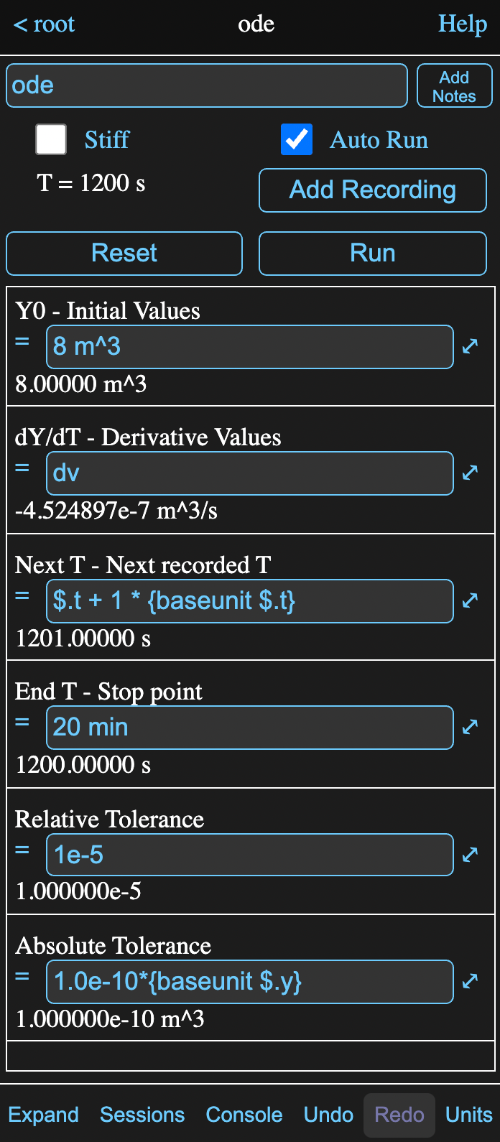 < root ode Help
ode Add Notes
Stiff Auto Run
T = 1200 s Add Recording
Reset Run
Y0 - Initial Values
= 8 m^3
8.00000 m^3
dY/dT - Derivative Values
= dv
-4.524897e-7 m^3/s
Next T - Next recorded T
= $.t + 1 * {baseunit $.t}
1201.00000 s
End T - Stop point
= 20 min
1200.00000 s
Relative Tolerance
= 1e-5
1.000000e-5
Absolute Tolerance
= 1.0e-10*{baseunit $.y}
1.000000e-10 m^3
Expand Sessions Console Undo Redo Units